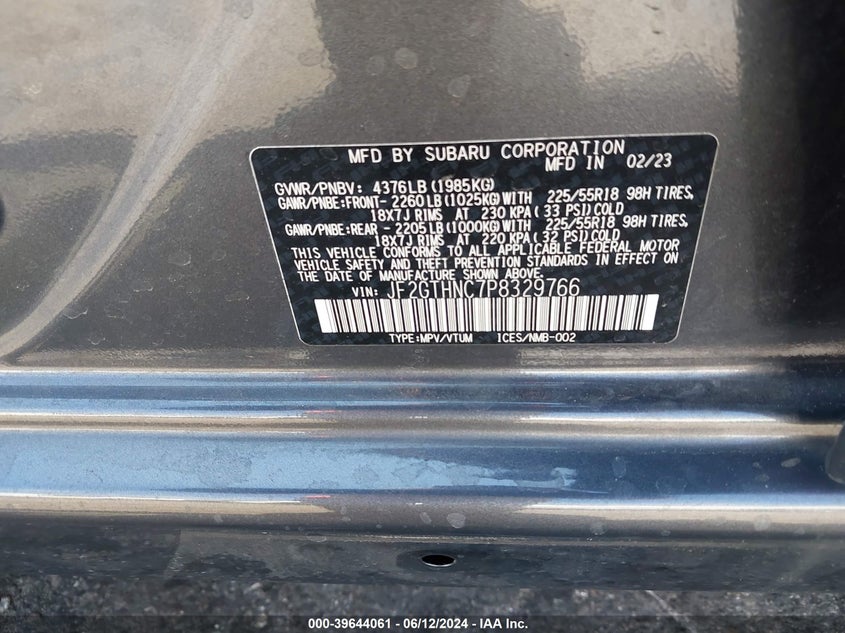 MFD BY SUBARU CORPORATION
MFD IN 02/23
GVWR/PNBV: 4376LB(1985KG)
GAWR/PNBE:FRONT- 2260LB(1025KG)WITH 225/55R18 98H TIRES,
18X7J RIMS AT 230 KPA( 33 PSI)COLD
GAWR/PNBE:REAR - 2205LB(1000KG)WITH 225/55R18 98H TIRES,
18X7J RIMS AT 220 KPA( 32 PSI)COLD
THIS VEHICLE CONFORMS TO ALL APPLICABLE FEDERAL MOTOR
VEHICLE SAFETY AND THEFT PREVENTION STANDARDS IN EFFECT ON
THE DATE OF MANUFACTURE SHOWN ABOVE.
VIN: JF2GTHNC7P8329766
TYPE:MPV/VTUM ICES/NMB-002
000-39644061 - 06/12/2024 - IAA Inc.